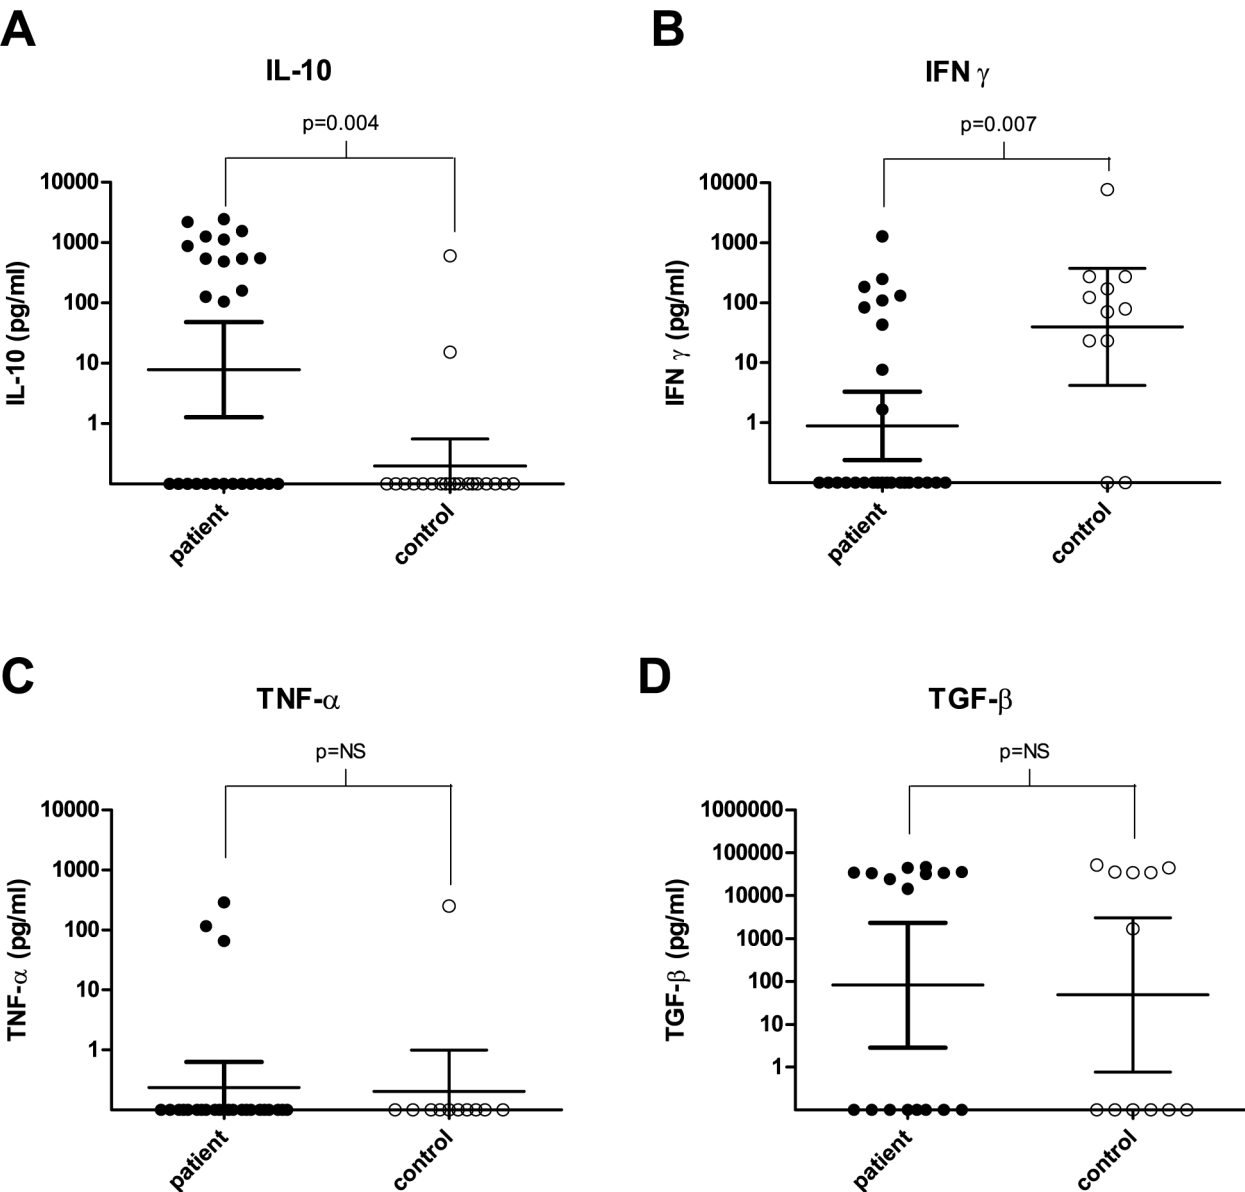 A
IL-10
p=0.004
10000
1000
100
10
1
IL-10 (pg/ml)
patient
control
B
IFN γ
p=0.007
10000
1000
100
10
1
IFN γ (pg/ml)
patient
control
C
TNF-α
p=NS
10000
1000
100
10
1
TNF-α (pg/ml)
patient
control
D
TGF-β
p=NS
1000000
100000
10000
1000
100
10
1
TGF-β (pg/ml)
patient
control